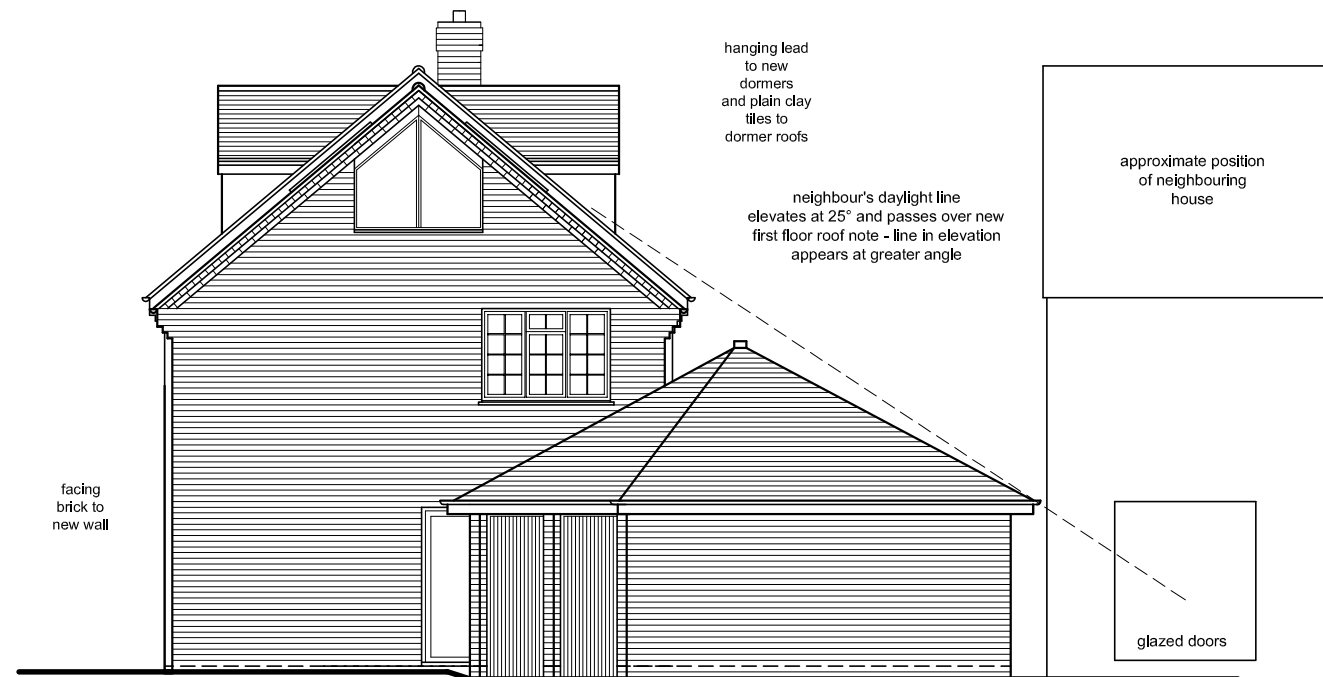 hanging lead
to new
dormers
and plain clay
tiles to
dormer roofs
approximate position
of neighbouring
house
neighbour's daylight line
elevates at 25° and passes over new
first floor roof note - line in elevation
appears at greater angle
facing
brick to
new wall
glazed doors